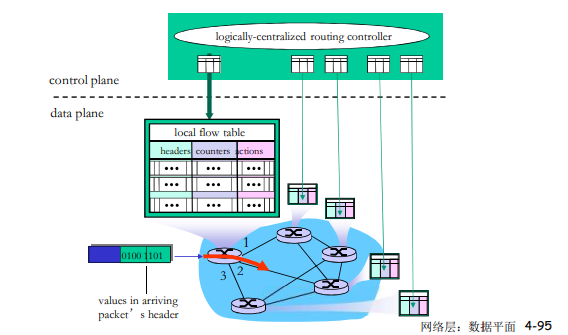 logically-centralized routing controller
control plane
data plane
local flow table
headers counters actions
•••  •••  •••
•••  •••  •••
•••  •••  •••
1
0100 1101
3 2
values in arriving
packet’s header
网络层：数据平面 4-95